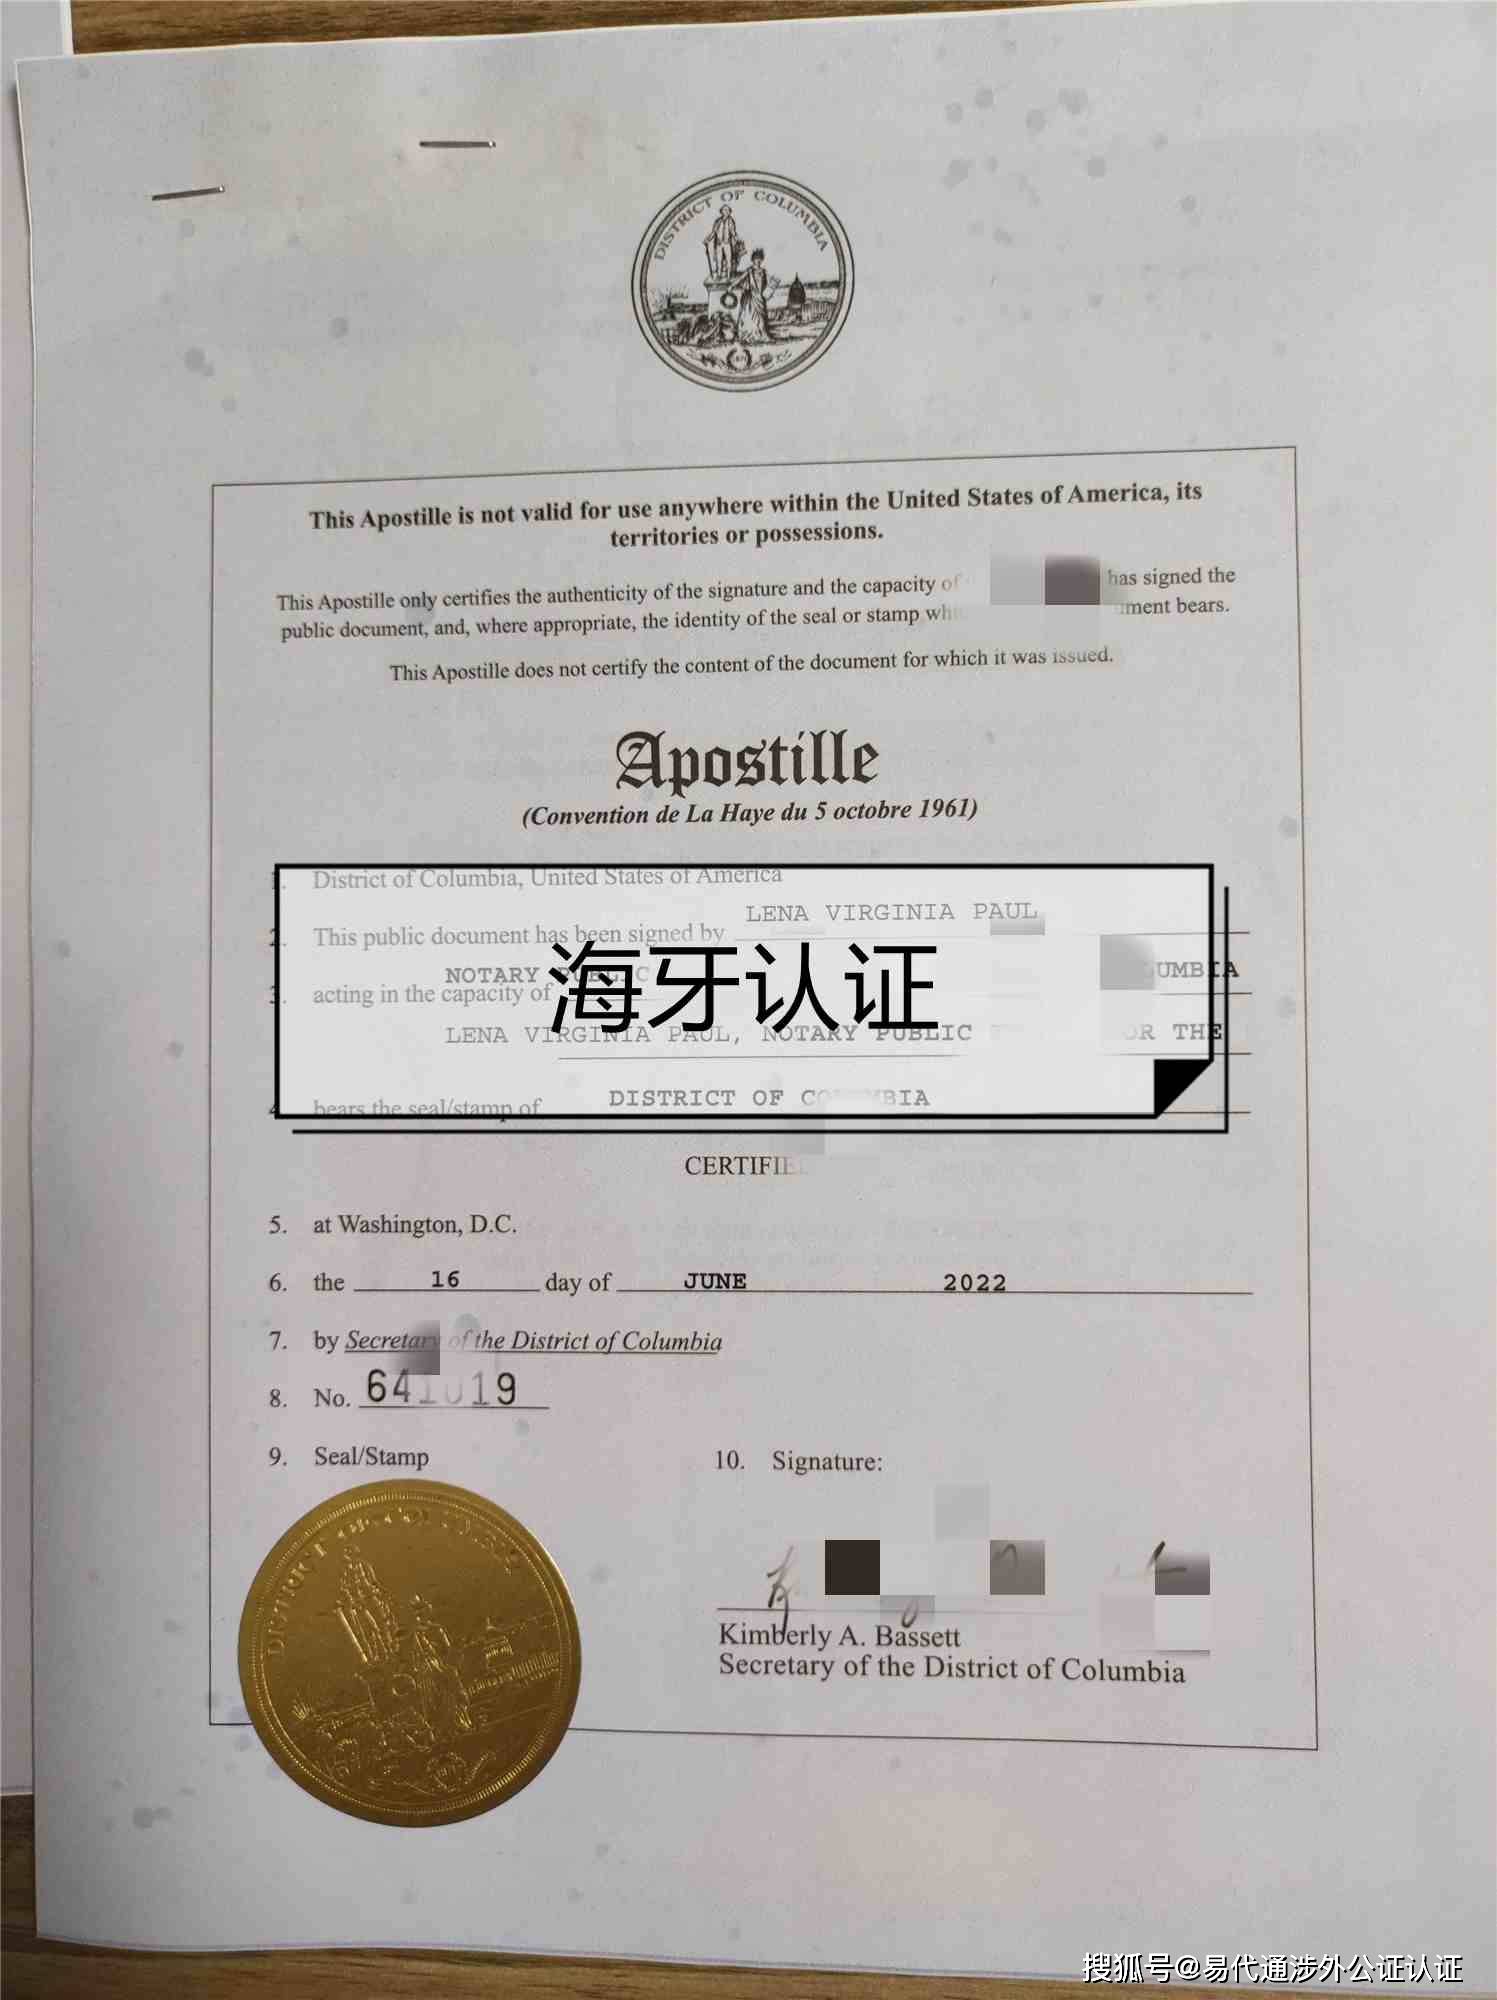 DISTRICT OF COLUMBIA
This Apostille is not valid for use anywhere within the United States of America, its
territories or possessions.
This Apostille only certifies the authenticity of the signature and the capacity of has signed the
public document, and, where appropriate, the identity of the seal or stamp bears.
This Apostille does not certify the content of the document for which it was issued.
Apostille
(Convention de La Haye du 5 octobre 1961)
1. District of Columbia, United States of America
LENA VIRGINIA PAUL
2. This public document has been signed by
NOTARY PUBLIC
3. acting in the capacity of
海牙认证
LENA VIRGINIA PAUL, NOTARY PUBLIC THE
DISTRICT OF
4. bears the seal/stamp of
5. at Washington, D.C.
6. the 16 day of JUNE 2022
7. by Secretary of the District of Columbia
8. No. 641019
9. Seal/Stamp
10. Signature:
DISTRICT OF
Kimberly A. Bassett
Secretary of the District of Columbia
搜狐号@易代通涉外公证认证